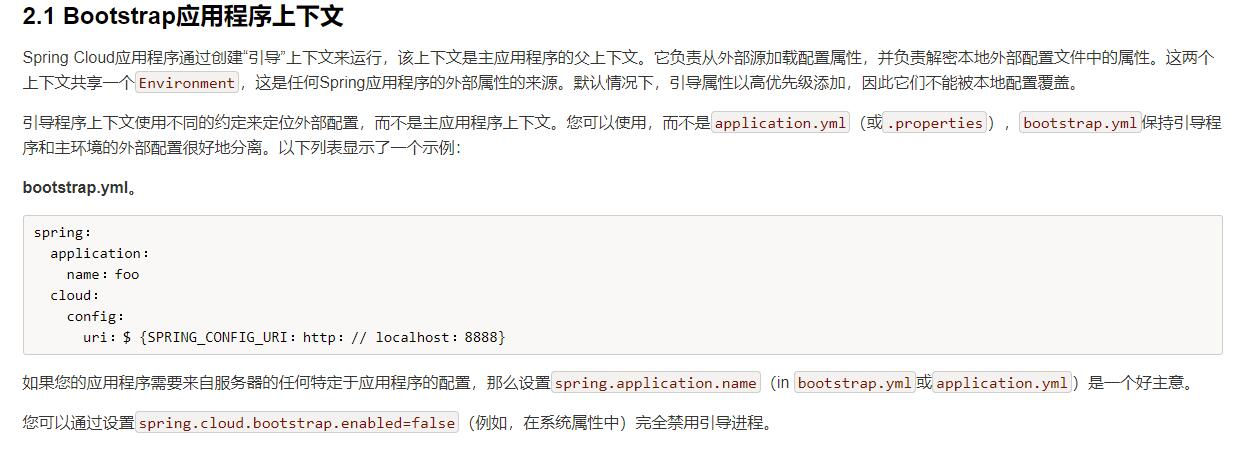 2.1 Bootstrap应用程序上下文
Spring Cloud应用程序通过创建“引导”上下文来运行，该上下文是主应用程序的父上下文。它负责从外部源加载配置属性，并负责解密本地外部配置文件中的属性。这两个
上下文共享一个Environment，这是任何Spring应用程序的外部属性的来源。默认情况下，引导属性以高优先级添加，因此它们不能被本地配置覆盖。
引导程序上下文使用不同的约定来定位外部配置，而不是主应用程序上下文。您可以使用，而不是application.yml（或.properties），bootstrap.yml保持引导程
序和主环境的外部配置很好地分离。以下列表显示了一个示例：
bootstrap.yml。
spring：
application：
name：foo
cloud：
config：
uri：$ {SPRING_CONFIG_URI：http：// localhost：8888}
如果您的应用程序需要来自服务器的任何特定于应用程序的配置，那么设置spring.application.name（in bootstrap.yml或application.yml）是一个好主意。
您可以通过设置spring.cloud.bootstrap.enabled=false（例如，在系统属性中）完全禁用引导进程。